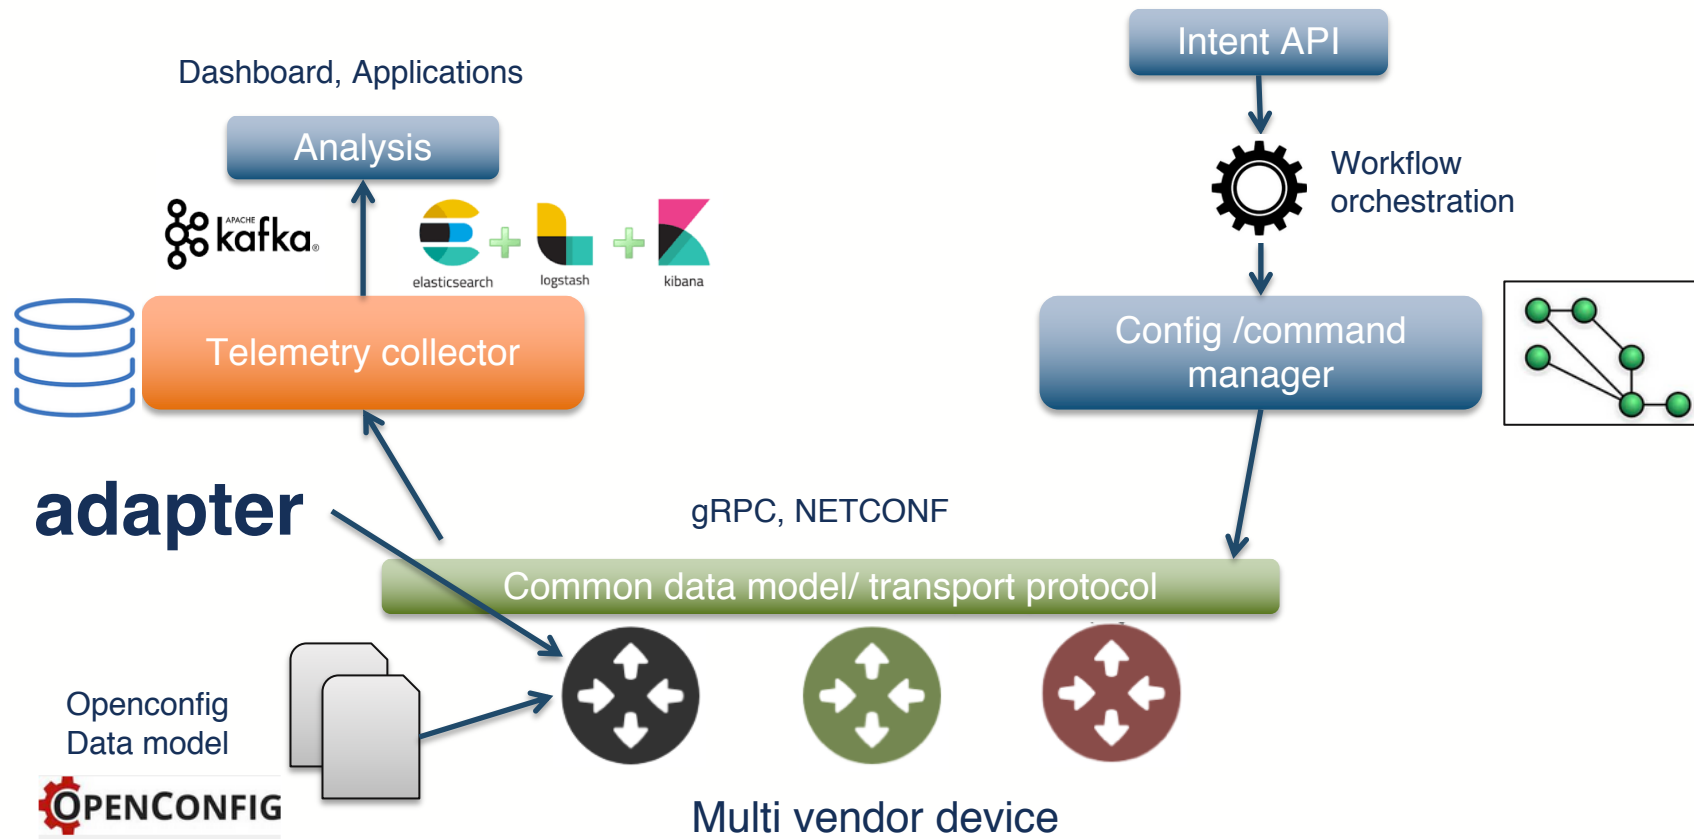 Intent API
Dashboard, Applications
Analysis
Workflow
orchestration
APACHE
kafka®
elasticsearch
logstash
kibana
Telemetry collector
Config /command
manager
adapter
gRPC, NETCONF
Common data model/ transport protocol
Openconfig
Data model
OPENCONFIG
Multi vendor device